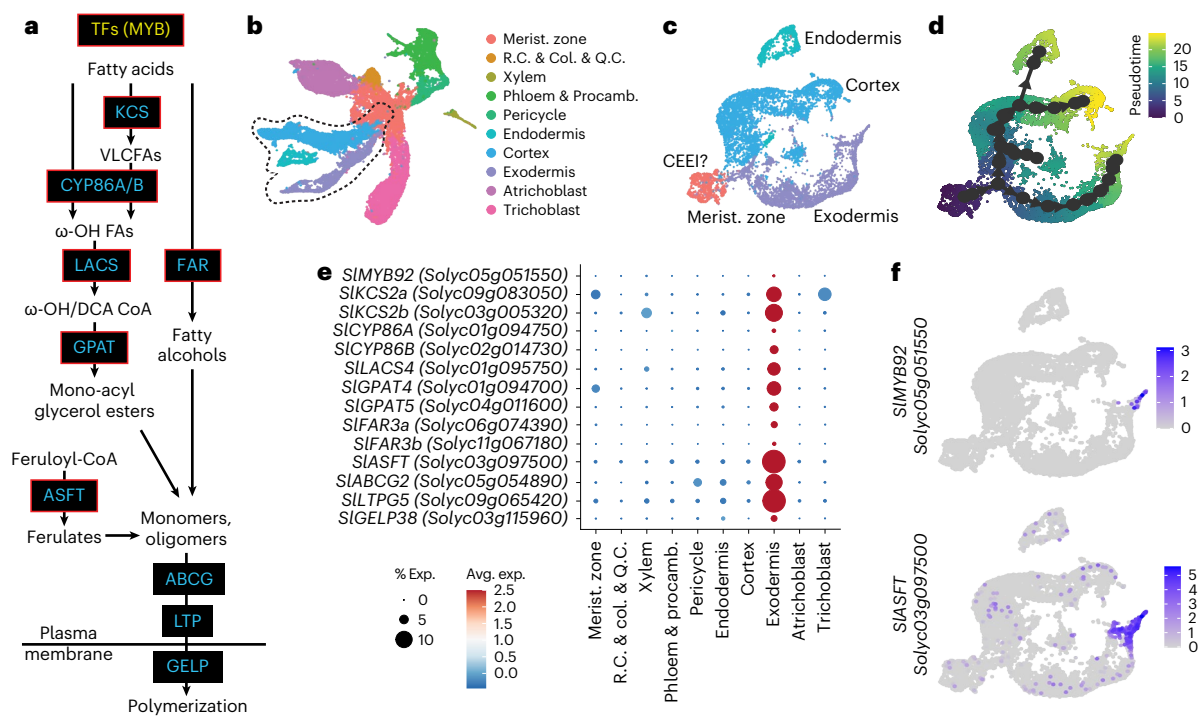 a
TFs (MYB)
Fatty acids
KCS
VLCFAs
CYP86A/B
ω-OH FAs
LACS
FAR
ω-OH/DCA CoA
GPAT
Fatty
alcohols
Mono-acyl
glycerol esters
Feruloyl-CoA
ASFT
Ferulates
Monomers,
oligomers
ABCG
LTP
Plasma
membrane
GELP
Polymerization
b
Merist. zone
R.C. & Col. & Q.C.
Xylem
Phloem & Procamb.
Pericycle
Endodermis
Cortex
Exodermis
Atrichoblast
Trichoblast
c
Endodermis
Cortex
CEEI?
Merist. zone
Exodermis
d
Pseudotime
20
15
10
5
0
e
SlMYB92 (Solyc05g051550)
SlKCS2a (Solyc09g083050)
SlKCS2b (Solyc03g005320)
SlCYP86A (Solyc01g094750)
SlCYP86B (Solyc02g014730)
SlLACS4 (Solyc01g095750)
SlGPAT4 (Solyc01g094700)
SlGPAT5 (Solyc04g011600)
SlFAR3a (Solyc06g074390)
SlFAR3b (Solyc11g067180)
SlASFT (Solyc03g097500)
SlABCG2 (Solyc05g054890)
SlLTPG5 (Solyc09g065420)
SlGELP38 (Solyc03g115960)
Merist. zone
R.C. & col. & Q.C.
Xylem
Phloem & procamb.
Pericycle
Endodermis
Cortex
Exodermis
Atrichoblast
Trichoblast
% Exp.
0
5
10
Avg. exp.
2.5
2.0
1.5
1.0
0.5
0.0
f
SlMYB92
Solyc05g051550
3
2
1
0
SlASFT
Solyc03g097500
5
4
3
2
1
0